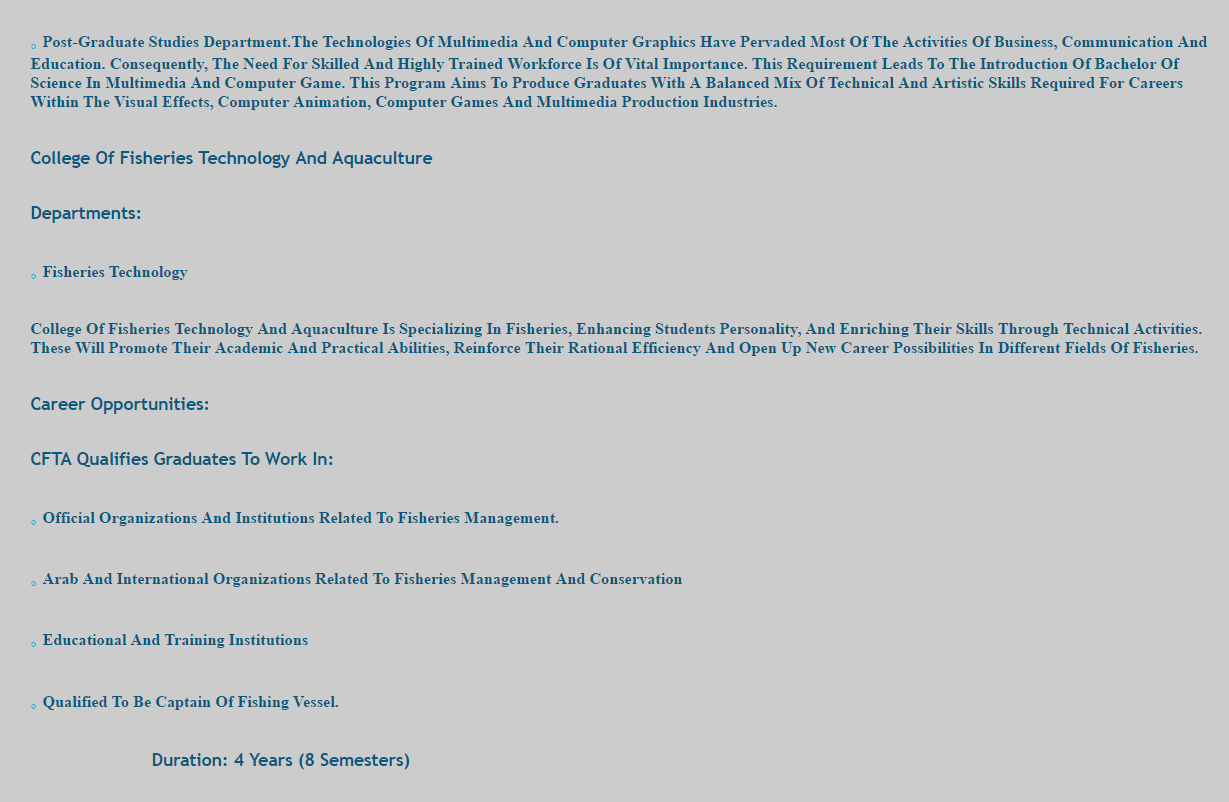 Post-Graduate Studies Department.The Technologies Of Multimedia And Computer Graphics Have Pervaded Most Of The Activities Of Business, Communication And
Education. Consequently, The Need For Skilled And Highly Trained Workforce Is Of Vital Importance. This Requirement Leads To The Introduction Of Bachelor Of
Science In Multimedia And Computer Game. This Program Aims To Produce Graduates With A Balanced Mix Of Technical And Artistic Skills Required For Careers
Within The Visual Effects, Computer Animation, Computer Games And Multimedia Production Industries.
College Of Fisheries Technology And Aquaculture
Departments:
Fisheries Technology
College Of Fisheries Technology And Aquaculture Is Specializing In Fisheries, Enhancing Students Personality, And Enriching Their Skills Through Technical Activities.
These Will Promote Their Academic And Practical Abilities, Reinforce Their Rational Efficiency And Open Up New Career Possibilities In Different Fields Of Fisheries.
Career Opportunities:
CFTA Qualifies Graduates To Work In:
Official Organizations And Institutions Related To Fisheries Management.
Arab And International Organizations Related To Fisheries Management And Conservation
Educational And Training Institutions
Qualified To Be Captain Of Fishing Vessel.
Duration: 4 Years (8 Semesters)